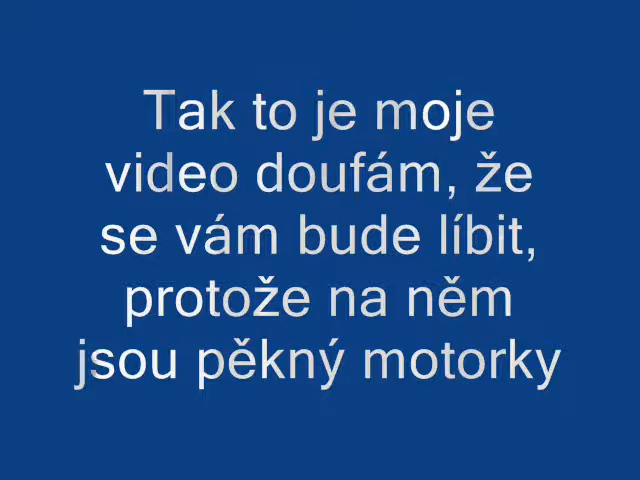 Tak to je moje
video doufám, že
se vám bude líbit,
protože na něm
jsou pěkný motorky